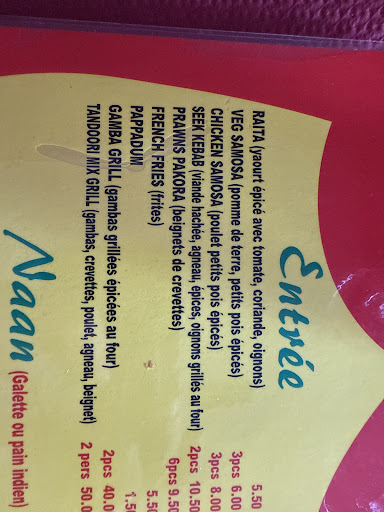 Entrée
RAITA (yaourt épicé avec tomate, coriande, oignons) 5.50
VEG SAMOSA (pomme de terre, petits pois épicés) 3pcs 6.00
CHICKEN SAMOSA (poulet petits pois épicés) 3pcs 8.00
SEEK KEBAB (viande hachée, agneau, épices, oignons grillés au four) 2pcs 10.50
PRAWNS PAKORA (beignets de crevettes) 6pcs 9.50
FRENCH FRIES (frites) 5.50
PAPPADUM 1.5
GAMBA GRILL (gambas grillées épicées au four) 2pcs 40.0
TANDOORI MIX GRILL (gambas, crevettes, poulet, agneau, beignet) 2 pers 50.0
Naan (Galette ou pain indien)